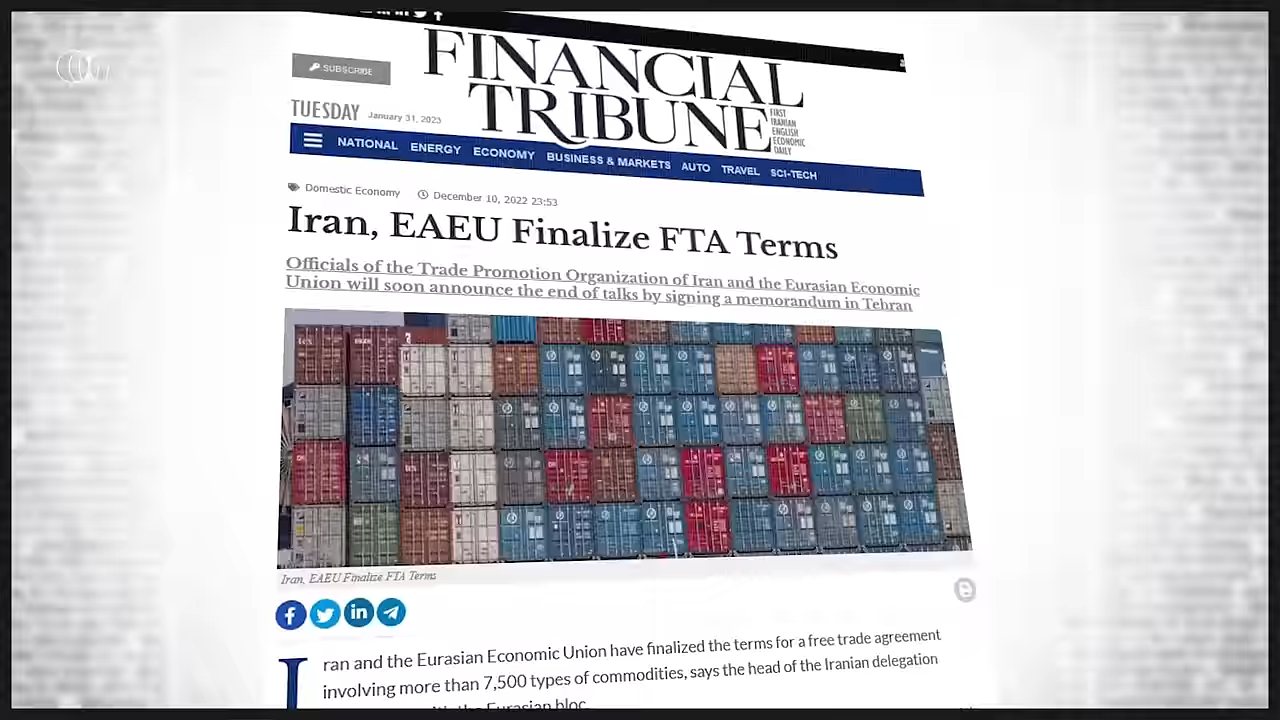 FINANCIAL
TRIBUNE
FIRST
IRANIAN
ENGLISH
ECONOMIC
DAILY
SUBSCRIBE
TUESDAY January 31, 2023
NATIONAL ENERGY ECONOMY BUSINESS & MARKETS AUTO TRAVEL SCI-TECH
Domestic Economy December 10, 2022 23:53
Iran, EAEU Finalize FTA Terms
Officials of the Trade Promotion Organization of Iran and the Eurasian Economic
Union will soon announce the end of talks by signing a memorandum in Tehran
Iran, EAEU Finalize FTA Terms
Iran and the Eurasian Economic Union have finalized the terms for a free trade agreement
involving more than 7,500 types of commodities, says the head of the Iranian delegation
with the Eurasian bloc